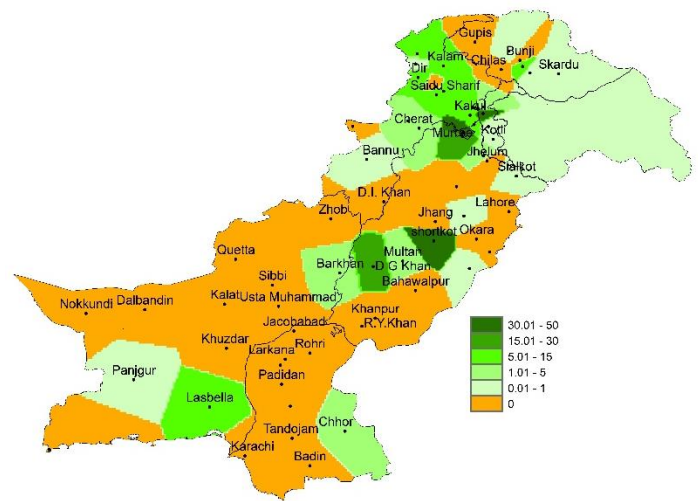 Gupis
Kalam
Bunji
Chilas
Dir
Skardu
Saidu Sharif
Kakul
Cherat
Murree
Kotli
Bannu
Jhelum
Sialkot
D.I. Khan
Zhob
Lahore
Jhang
shortkot
Okara
Quetta
Multan
Barkhan
D G Khan
Sibbi
Bahawalpur
Nokkundi
Dalbandin
Kalat
Usta Muhammad
Khanpur
R.Y.Khan
Jacobabad
Khuzdar
Rohri
Larkana
Panjgur
Padidan
Lasbella
Chhor
Tandojam
Karachi
Badin
30.01 - 50
15.01 - 30
5.01 - 15
1.01 - 5
0.01 - 1
0